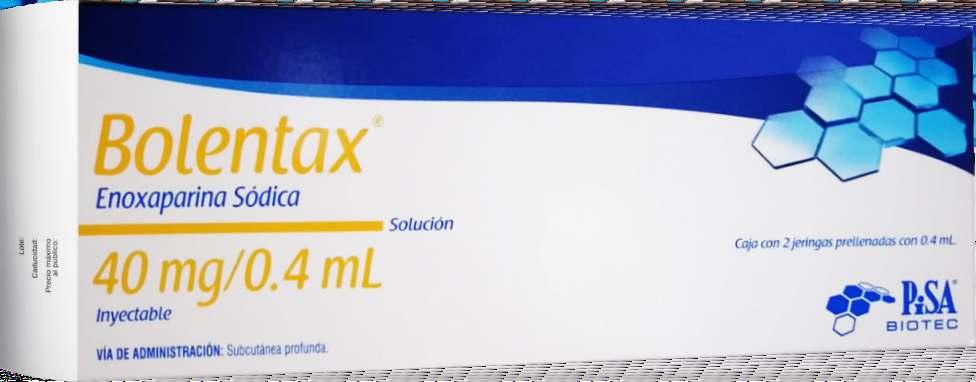 Lote:
Caducidad:
Precio máximo
al público:
Bolentax®
Enoxaparina Sódica
Solución
40 mg/0.4 mL
Inyectable
VÍA DE ADMINISTRACIÓN: Subcutánea profunda.
Caja con 2 jeringas prellenadas con 0.4 mL.
PiSA®
BIOTEC